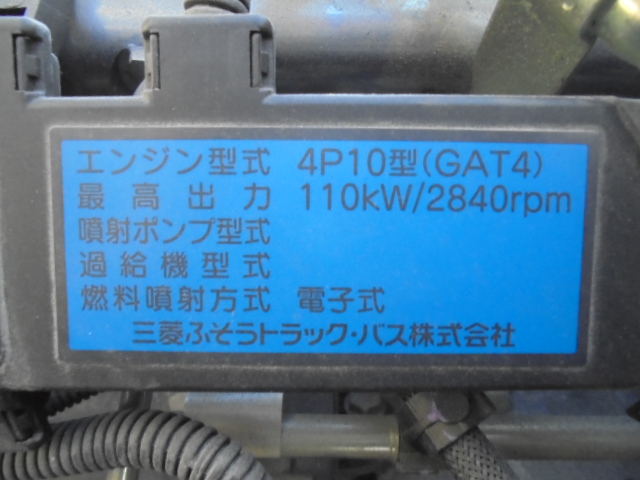 エンジン型式 4P10型(GAT4)
最高出力 110kW/2840rpm
噴射ポンプ型式
過給機型式
燃料噴射方式 電子式
三菱ふそうトラック・バス株式会社